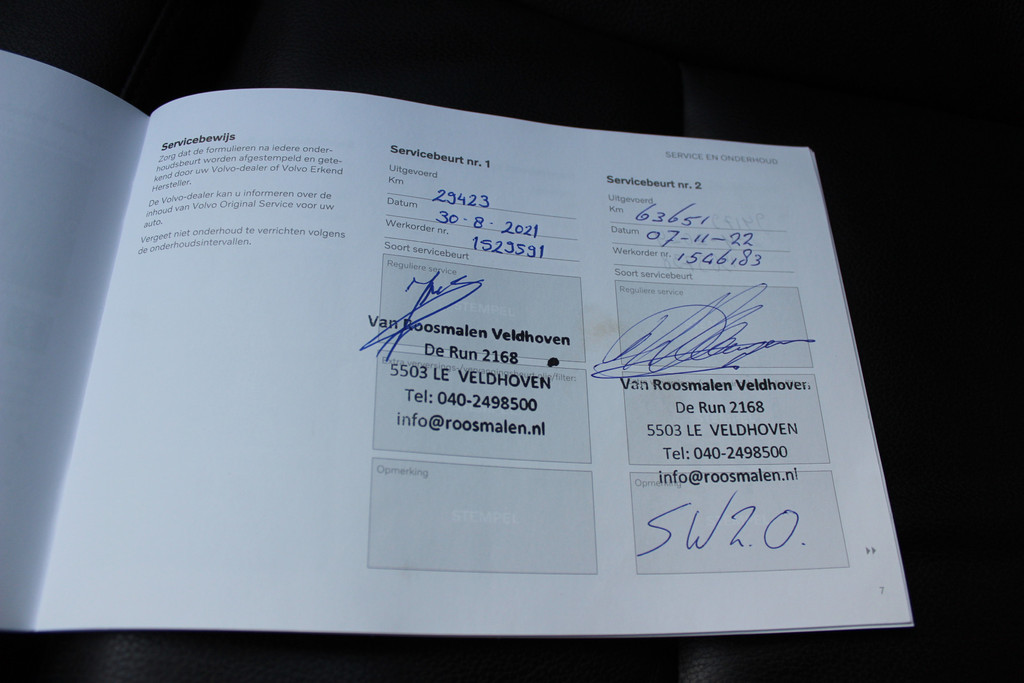 Servicebewijs
Zorg dat de formulieren na iedere onder-
houdsbeurt worden afgestempeld en gete-
kend door uw Volvo-dealer of Volvo Erkend
Hersteller.
De Volvo-dealer kan u informeren over de
inhoud van Volvo Original Service voor uw
auto.
Vergeet niet onderhoud te verrichten volgens
de onderhoudsintervallen.
Servicebeurt nr. 1
Uitgevoerd
Km 29423
Datum 30-8-2021
Werkorder nr. 1529591
Soort servicebeurt
Reguliere service
STEMPEL
Van Roosmalen Veldhoven
De Run 2168
5503 LE VELDHOVEN
Tel: 040-2498500
info@roosmalen.nl
Opmerking
STEMPEL
SERVICE EN ONDERHOUD
Servicebeurt nr. 2
Uitgevoerd
Km 63651
Datum 07-11-22
Werkorder nr. 1546183
Soort servicebeurt
Reguliere service
Van Roosmalen Veldhoven
De Run 2168
5503 LE VELDHOVEN
Tel: 040-2498500
info@roosmalen.nl
Opmerking
SW2.0.
7